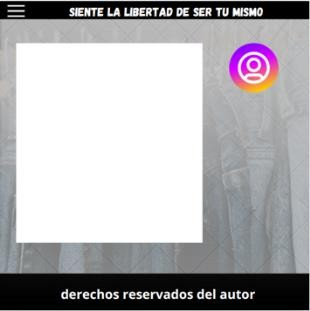 SIENTE LA LIBERTAD DE SER TU MISMO
derechos reservados del autor